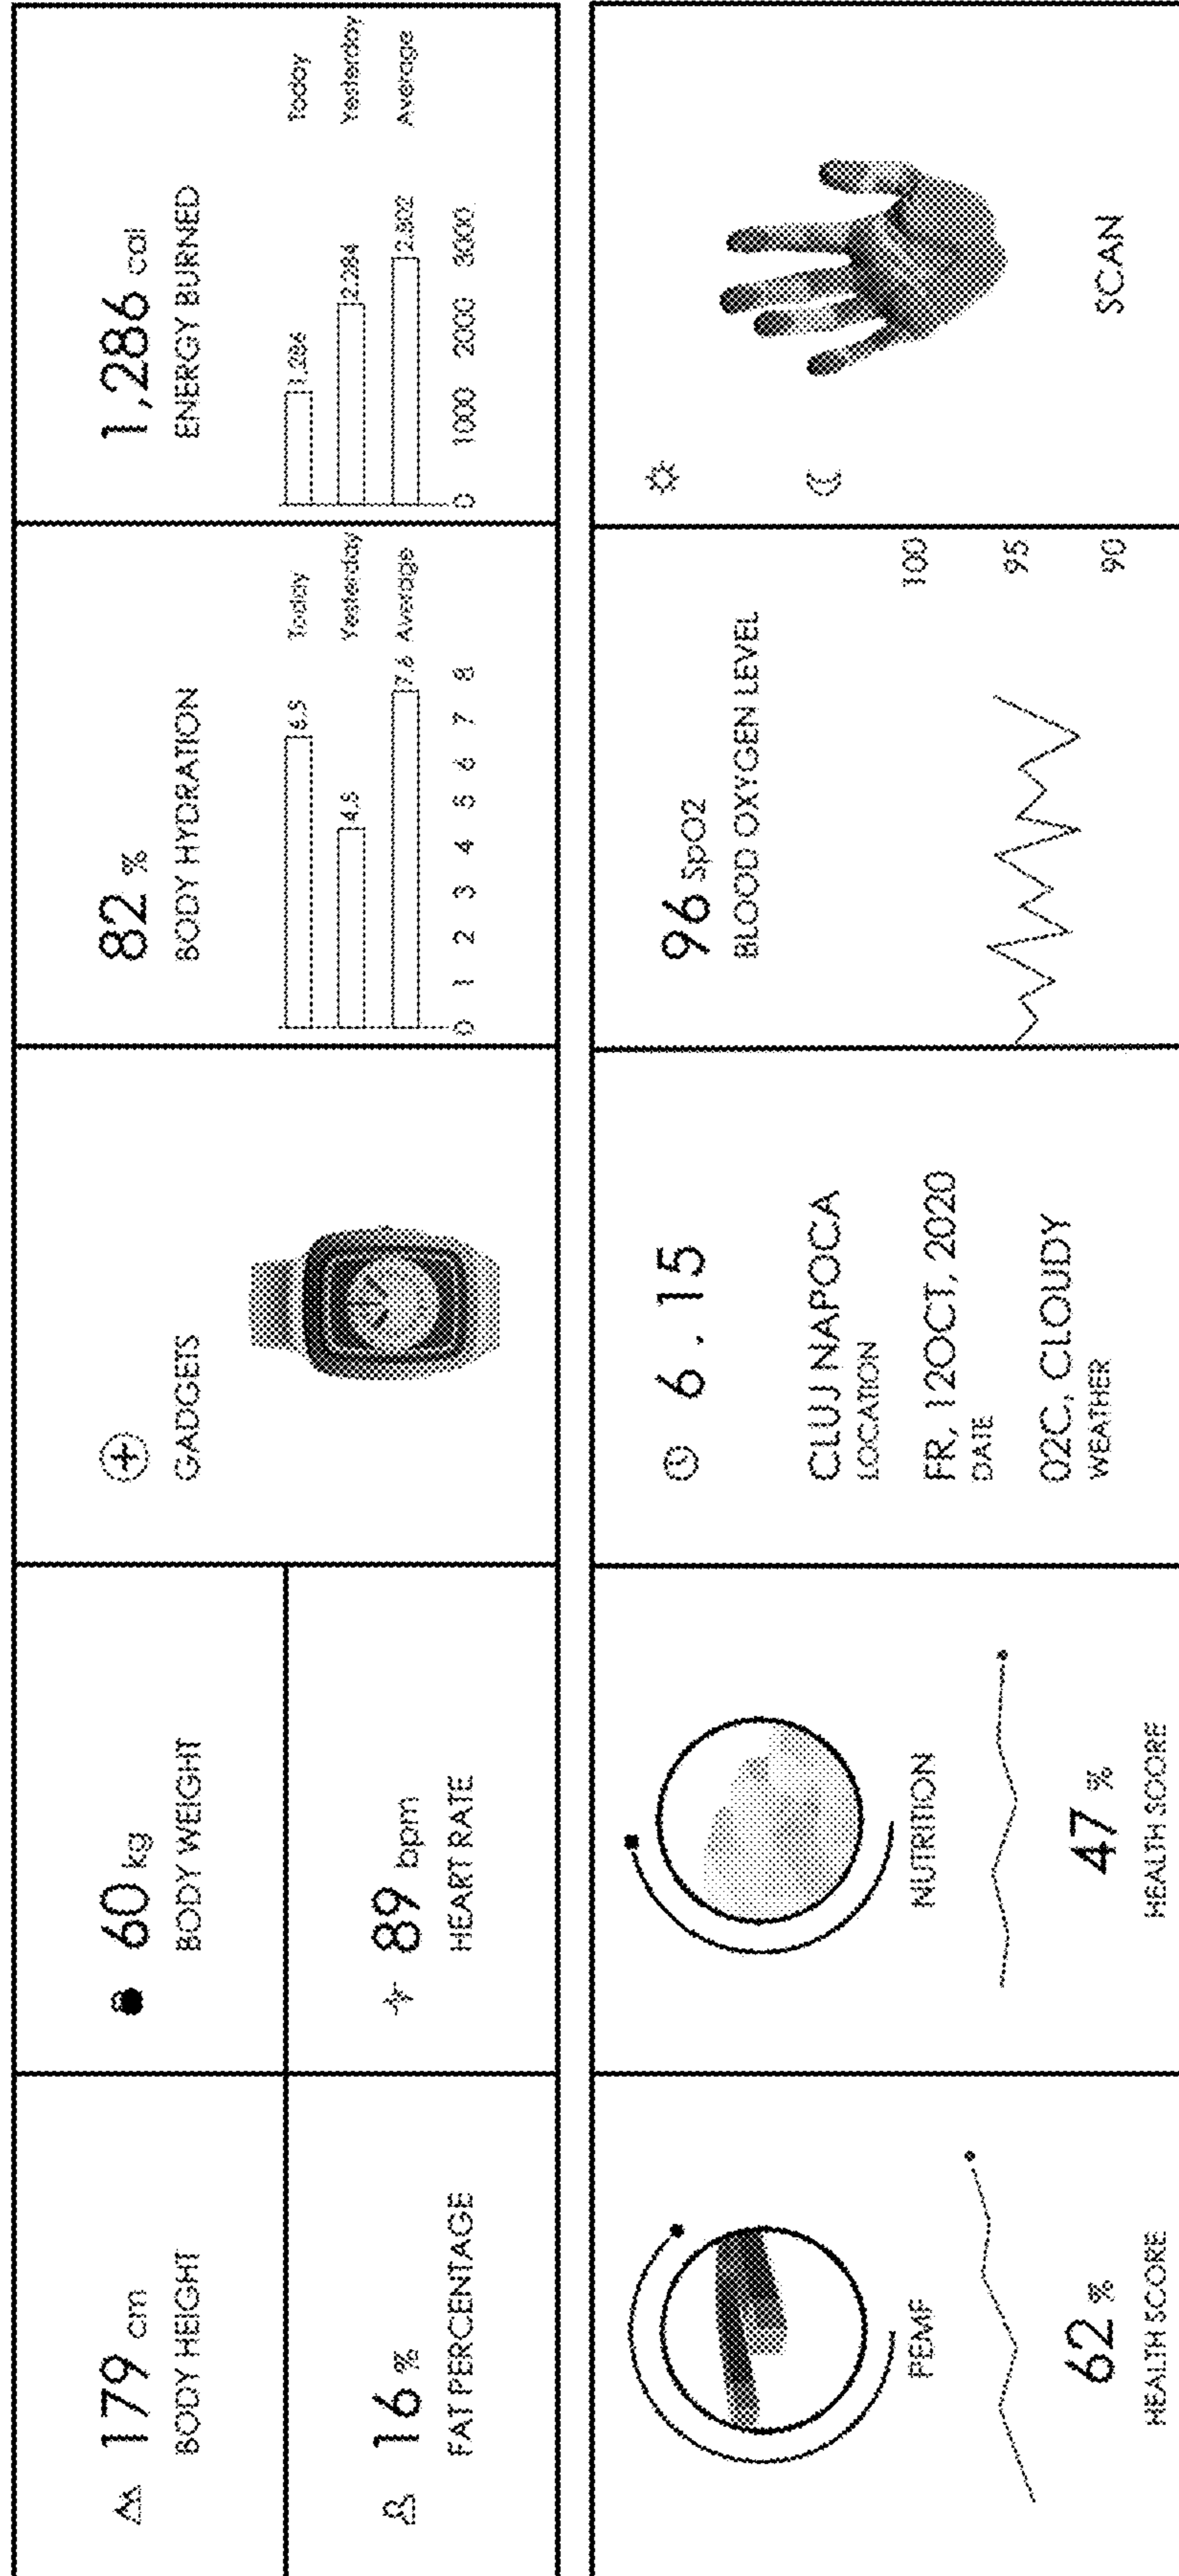 179 cm
BODY HEIGHT
16 %
FAT PERCENTAGE
60 kg
BODY WEIGHT
89 bpm
HEART RATE
GADGETS
82 %
BODY HYDRATION
6.5 Today
4.5 Yesterday
7.6 Average
0 1 2 3 4 5 6 7 8
1,286 cal
ENERGY BURNED
1.286 Today
2.284 Yesterday
2.802 Average
0 1000 2000 3000
PEMF
62 %
HEALTH SCORE
NUTRITION
47 %
HEALTH SCORE
6.15
CLUJ NAPOCA
LOCATION
FR, 12OCT, 2020
DATE
02C, CLOUDY
WEATHER
96 SpO2
BLOOD OXYGEN LEVEL
100
95
90
SCAN